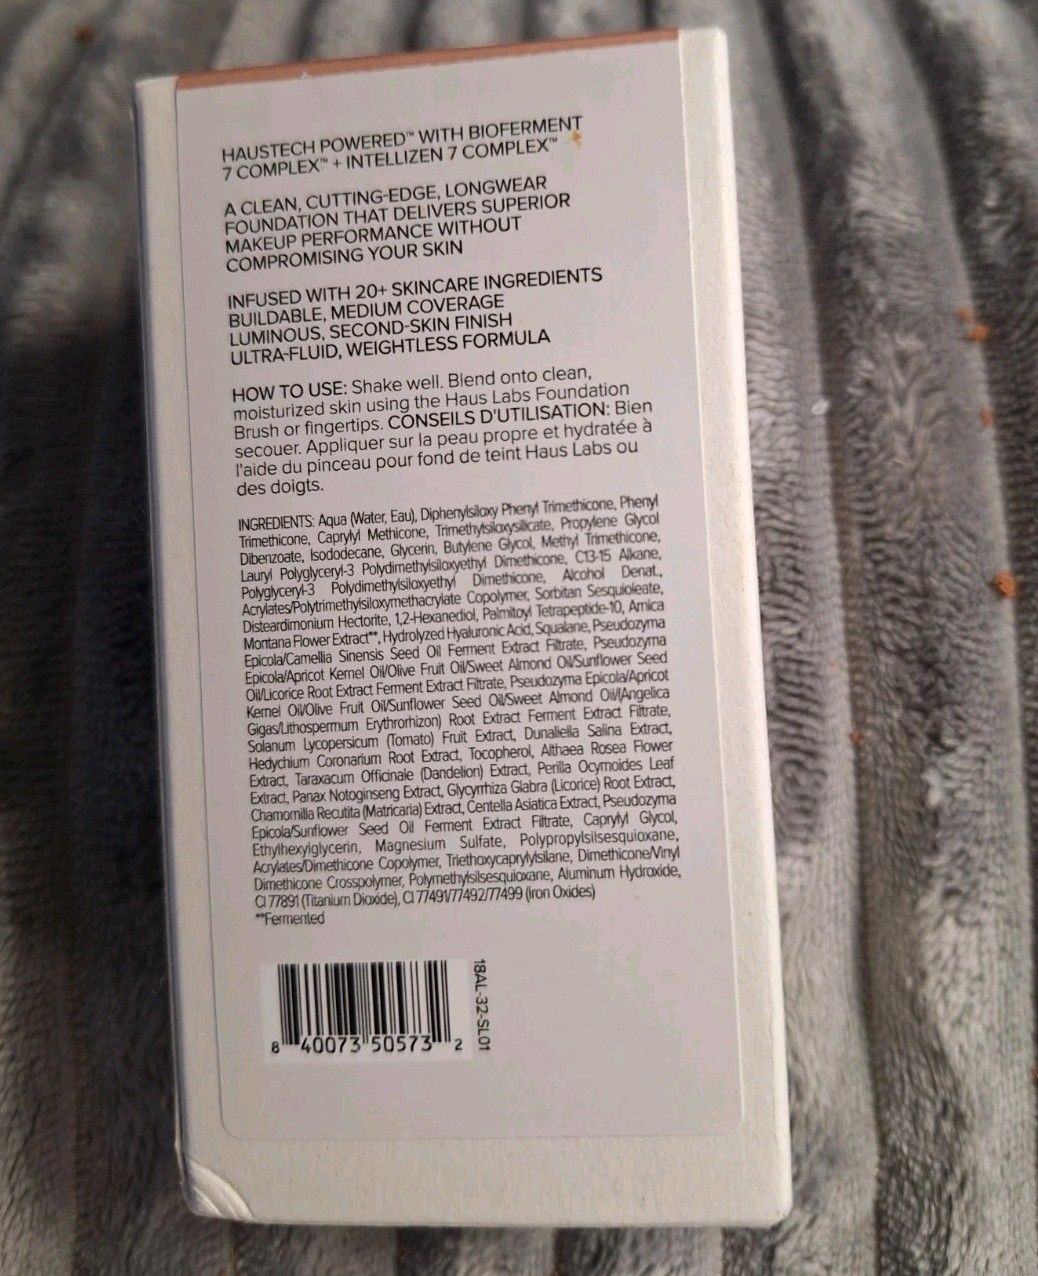 HAUSTECH POWERED™ WITH BIOFERMENT
7 COMPLEX™ + INTELLIZEN 7 COMPLEX™
A CLEAN, CUTTING-EDGE, LONGWEAR
FOUNDATION THAT DELIVERS SUPERIOR
MAKEUP PERFORMANCE WITHOUT
COMPROMISING YOUR SKIN
INFUSED WITH 20+ SKINCARE INGREDIENTS
BUILDABLE, MEDIUM COVERAGE
LUMINOUS, SECOND-SKIN FINISH
ULTRA-FLUID, WEIGHTLESS FORMULA
HOW TO USE: Shake well. Blend onto clean,
moisturized skin using the Haus Labs Foundation
Brush or fingertips. CONSEILS D'UTILISATION: Bien
secouer. Appliquer sur la peau propre et hydratée à
l'aide du pinceau pour fond de teint Haus Labs ou
des doigts.
INGREDIENTS: Aqua (Water, Eau), Diphenylsiloxy Phenyl Trimethicone, Phenyl
Trimethicone, Caprylyl Methicone, Trimethylsiloxysilicate, Propylene Glycol
Dibenzoate, Isododecane, Glycerin, Butylene Glycol, Methyl Trimethicone,
Lauryl Polyglyceryl-3 Polydimethylsiloxyethyl Dimethicone, C13-15 Alkane,
Polyglyceryl-3 Polydimethylsiloxyethyl Dimethicone, Alcohol Denat.,
Acrylates/Polytrimethylsiloxymethacrylate Copolymer, Sorbitan Sesquioleate,
Disteardimonium Hectorite, 1,2-Hexanediol, Palmitoyl Tetrapeptide-10, Arnica
Montana Flower Extract**, Hydrolyzed Hyaluronic Acid, Squalane, Pseudozyma
Epicola/Camellia Sinensis Seed Oil Ferment Extract Filtrate, Pseudozyma
Epicola/Apricot Kernel Oil/Olive Fruit Oil/Sweet Almond Oil/Sunflower Seed
Oil/Licorice Root Extract Ferment Extract Filtrate, Pseudozyma Epicola/Apricot
Kernel Oil/Olive Fruit Oil/Sunflower Seed Oil/Sweet Almond Oil/(Angelica
Gigas/Lithospermum Erythrorhizon) Root Extract Ferment Extract Filtrate,
Solanum Lycopersicum (Tomato) Fruit Extract, Dunaliella Salina Extract,
Hedychium Coronarium Root Extract, Tocopherol, Althaea Rosea Flower
Extract, Taraxacum Officinale (Dandelion) Extract, Perilla Ocymoides Leaf
Extract, Panax Notoginseng Extract, Glycyrrhiza Glabra (Licorice) Root Extract,
Chamomilla Recutita (Matricaria) Extract, Centella Asiatica Extract, Pseudozyma
Epicola/Sunflower Seed Oil Ferment Extract Filtrate, Caprylyl Glycol,
Ethylhexylglycerin, Magnesium Sulfate, Polypropylsilsesquioxane,
Acrylates/Dimethicone Copolymer, Triethoxycaprylylsilane, Dimethicone/Vinyl
Dimethicone Crosspolymer, Polymethylsilsesquioxane, Aluminum Hydroxide,
CI 77891 (Titanium Dioxide), CI 77491/77492/77499 (Iron Oxides)
**Fermented
8 40073 50573 2
18AL-32-SL01